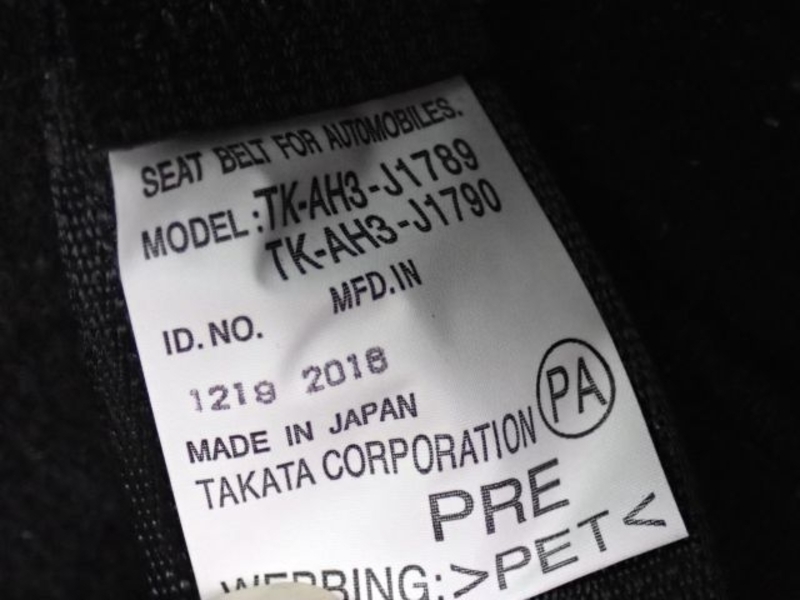 SEAT BELT FOR AUTOMOBILES.
MODEL:TK-AH3-J1789
TK-AH3-J1790
ID.NO. MFD.IN
1219 2016
MADE IN JAPAN
TAKATA CORPORATION PA
PRE
WEBBING:>PET<